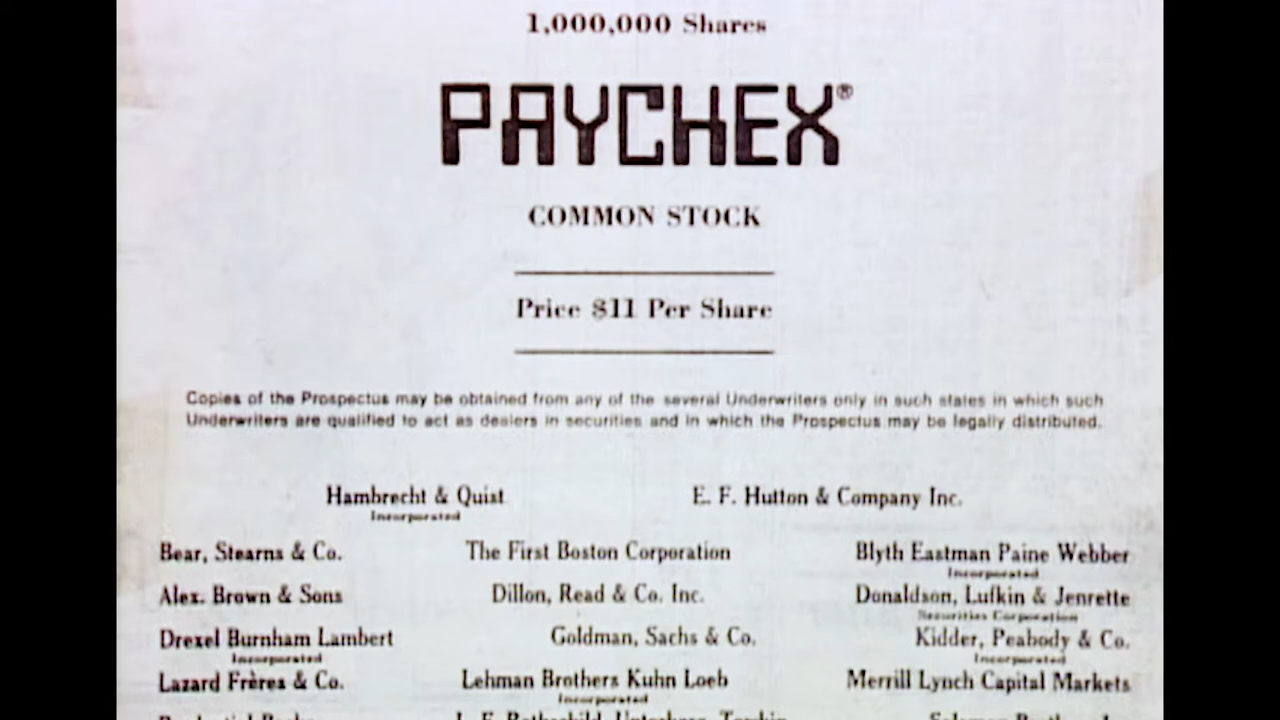 1,000,000 Shares
PAYCHEX®
COMMON STOCK
Price $11 Per Share
Copies of the Prospectus may be obtained from any of the several Underwriters only in such states in which such
Underwriters are qualified to act as dealers in securities and in which the Prospectus may be legally distributed.
Hambrecht & Quist E. F. Hutton & Company Inc.
Incorporated
Bear, Stearns & Co. The First Boston Corporation Blyth Eastman Paine Webber
Incorporated
Alex. Brown & Sons Dillon, Read & Co. Inc. Donaldson, Lufkin & Jenrette
Securities Corporation
Drexel Burnham Lambert Goldman, Sachs & Co. Kidder, Peabody & Co.
Incorporated Incorporated
Lazard Frères & Co. Lehman Brothers Kuhn Loeb Merrill Lynch Capital Markets
Incorporated